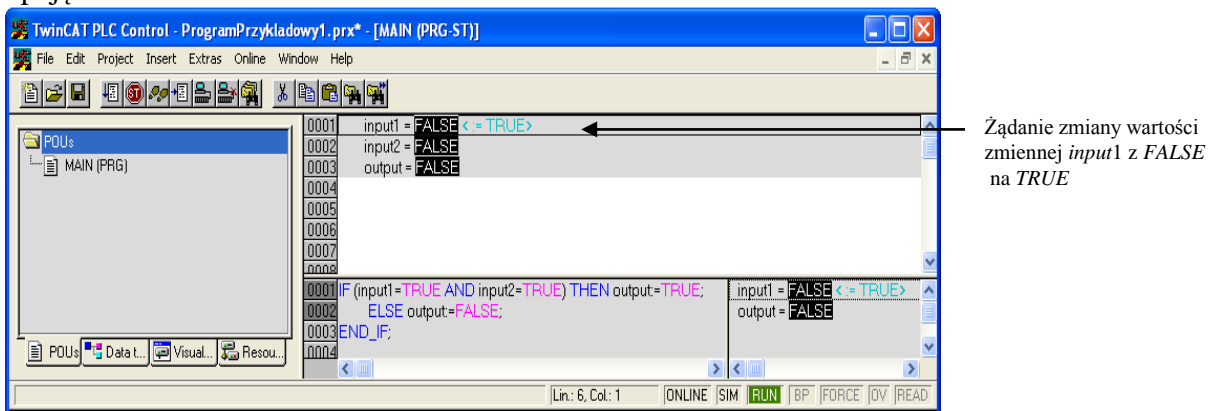 TwinCAT PLC Control - ProgramPrzykladowy1.prx* - [MAIN (PRG-ST)]
File Edit Project Insert Extras Online Window Help
POUs
MAIN (PRG)
0001 input1 = FALSE < := TRUE>
0002 input2 = FALSE
0003 output = FALSE
0004
0005
0006
0007
0008
Żądanie zmiany wartości
zmiennej input1 z FALSE
na TRUE
0001 IF (input1=TRUE AND input2=TRUE) THEN output:=TRUE;
0002 ELSE output:=FALSE;
0003 END_IF;
0004
input1 = FALSE < := TRUE>
output = FALSE
POUs Data t... Visual... Resou...
Lin.: 6, Col.: 1 ONLINE SIM RUN BP FORCE OV READ